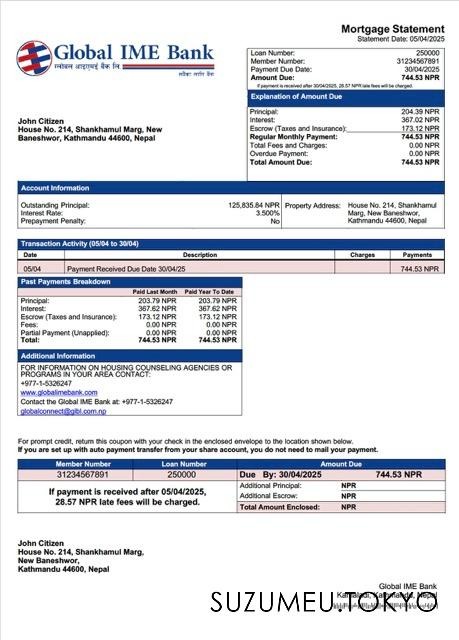 Mortgage Statement
Statement Date: 05/04/2025
Global IME Bank
ग्लोबल आइएमई बैंक लि.
सबैका लागि बैंक
Loan Number: 250000
Member Number: 31234567891
Payment Due Date 30/04/2025
Amount Due: 744.53 NPR
If payment is received after 30/04/2025, 28.57 NPR late fees will be charged.
Explanation of Amount Due
Principal: 204.39 NPR
Interest: 367.02 NPR
Escrow (Taxes and Insurance): 173.12 NPR
Regular Monthly Payment: 744.53 NPR
Total Fees and Charges: 0.00 NPR
Overdue Payment: 0.00 NPR
Total Amount Due: 744.53 NPR
John Citizen
House No. 214, Shankhamul Marg, New
Baneshwor, Kathmandu 44600, Nepal
Account Information
Outstanding Principal: 125,835.84 NPR
Interest Rate: 3.500%
Prepayment Penalty: No
Property Address: House No. 214, Shankhamul
Marg, New Baneshwor,
Kathmandu 44600, Nepal
Transaction Activity (05/04 to 30/04)
Date Description Charges Payments
05/04 Payment Received Due Date 30/04/25 744.53 NPR
Past Payments Breakdown
Paid Last Month Paid Year To Date
Principal: 203.79 NPR 203.79 NPR
Interest: 367.62 NPR 367.62 NPR
Escrow (Taxes and Insurance): 173.12 NPR 173.12 NPR
Fees: 0.00 NPR 0.00 NPR
Partial Payment (Unapplied): 0.00 NPR 0.00 NPR
Total: 744.53 NPR 744.53 NPR
Additional Information
FOR INFORMATION ON HOUSING COUNSELING AGENCIES OR
PROGRAMS IN YOUR AREA CONTACT:
+977-1-5326247
www.globalimebank.com
Contact the Global IME Bank at: +977-1-5326247
globalconnect@gibl.com.np
For prompt credit, return this coupon with your check in the enclosed envelope to the location shown below.
If you are set up with auto payment transfer from your share account, you do not need to mail your payment.
Member Number Loan Number Amount Due
31234567891 250000 Due By: 30/04/2025 744.53 NPR
If payment is received after 05/04/2025,
28.57 NPR late fees will be charged.
Additional Principal: NPR
Additional Escrow: NPR
Total Amount Enclosed: NPR
John Citizen
House No. 214, Shankhamul Marg,
New Baneshwor,
Kathmandu 44600, Nepal
Global IME Bank
Kamaladi, Kathmandu, Nepal
SUZUMEU.TOKYO